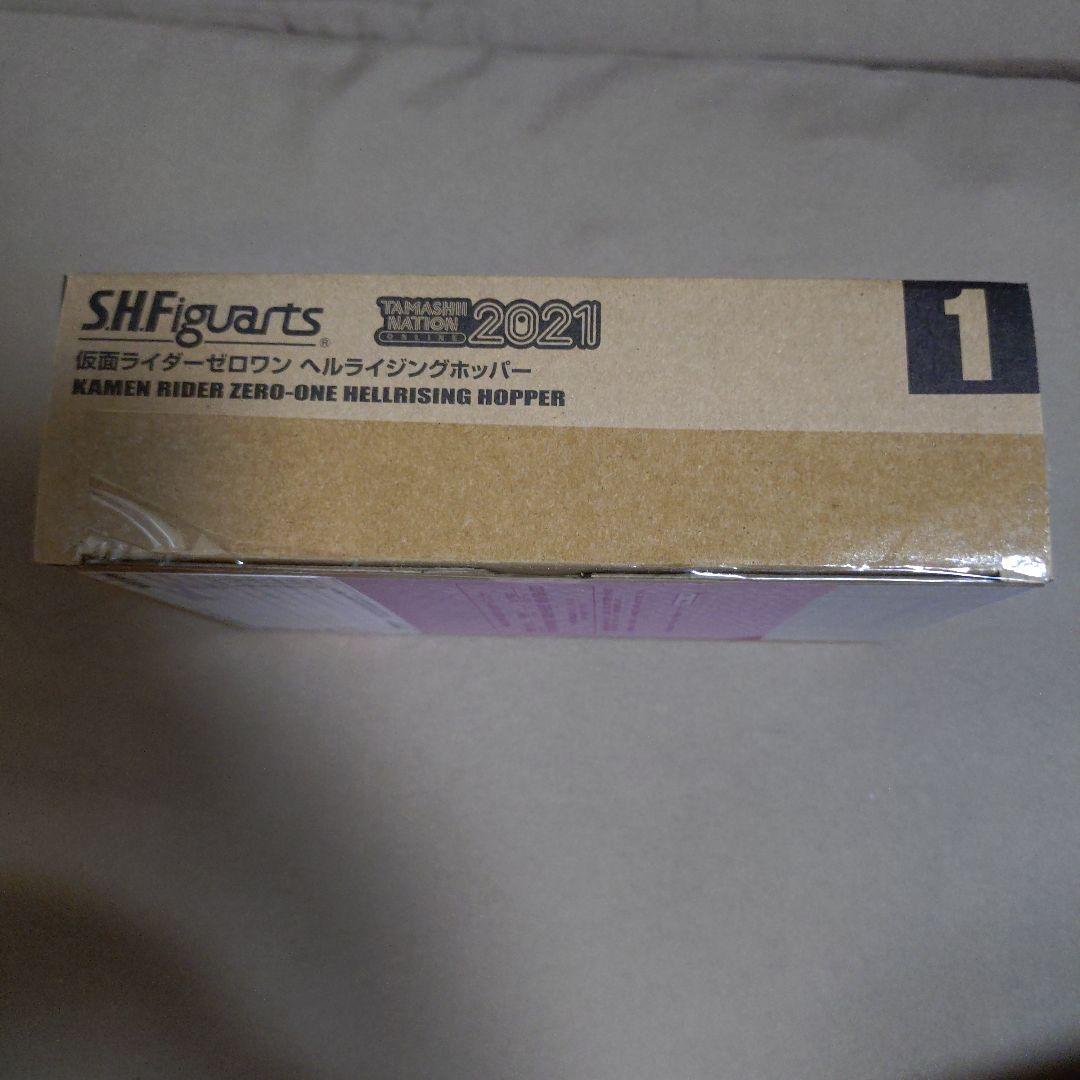 S.H.Figuarts®
TAMASHII
NATION
ONLINE
2021
1
仮面ライダーゼロワン ヘルライジングホッパー
KAMEN RIDER ZERO-ONE HELLRISING HOPPER